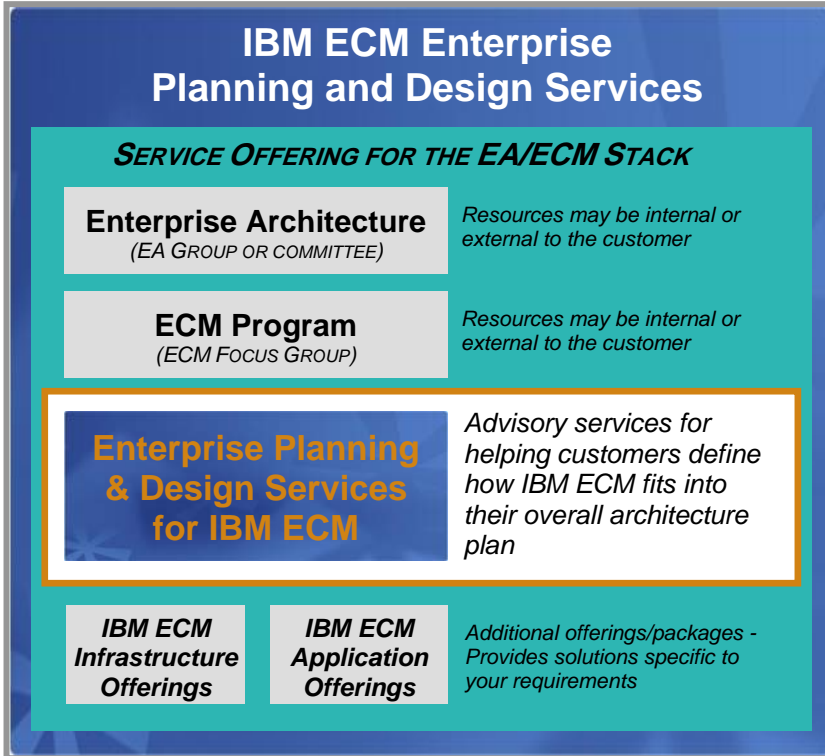 IBM ECM Enterprise
Planning and Design Services
SERVICE OFFERING FOR THE EA/ECM STACK
Enterprise Architecture
(EA GROUP OR COMMITTEE)
Resources may be internal or
external to the customer
ECM Program
(ECM FOCUS GROUP)
Resources may be internal or
external to the customer
Enterprise Planning
& Design Services
for IBM ECM
Advisory services for
helping customers define
how IBM ECM fits into
their overall architecture
plan
IBM ECM
Infrastructure
Offerings
IBM ECM
Application
Offerings
Additional offerings/packages -
Provides solutions specific to
your requirements